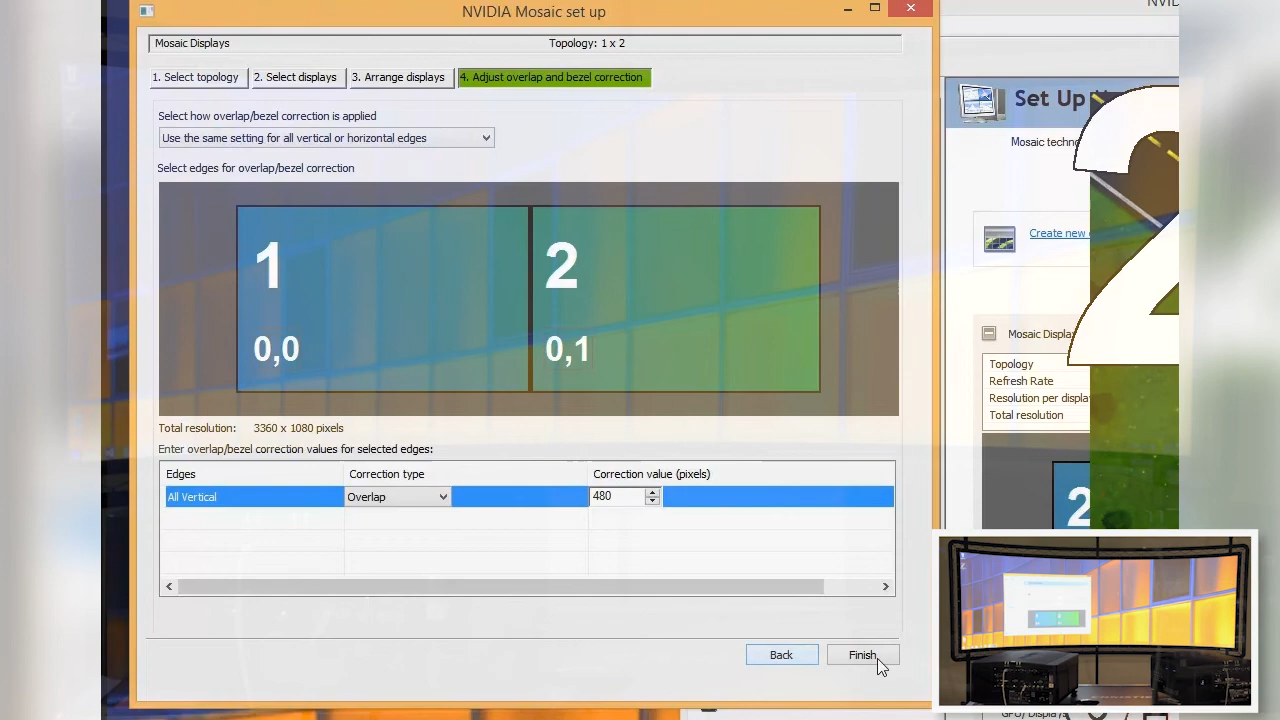 NVIDIA Mosaic set up
Mosaic Displays
Topology: 1 x 2
1. Select topology
2. Select displays
3. Arrange displays
4. Adjust overlap and bezel correction
Select how overlap/bezel correction is applied
Use the same setting for all vertical or horizontal edges
Select edges for overlap/bezel correction
1
2
0,0
0,1
Total resolution: 3360 x 1080 pixels
Enter overlap/bezel correction values for selected edges:
Edges
Correction type
Correction value (pixels)
All Vertical
Overlap
480
Back
Finish
Set Up
Mosaic
Create new
Mosaic
Topology
Refresh Rate
Resolution per
Total resolution
2
2